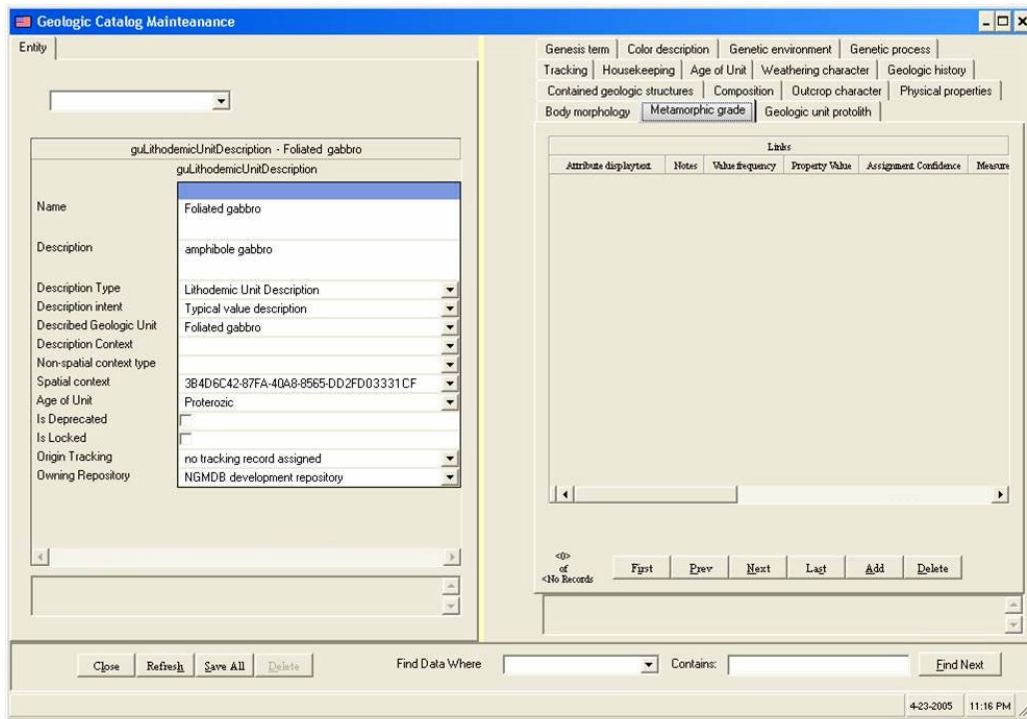 Geologic Catalog Mainteanance
Entity
guLithodemicUnitDescription - Foliated gabbro
guLithodemicUnitDescription
Name Foliated gabbro
Description amphibole gabbro
Description Type Lithodemic Unit Description
Description intent Typical value description
Described Geologic Unit Foliated gabbro
Description Context
Non-spatial context type
Spatial context 3B4D6C42-87FA-40A8-8565-DD2FD03331CF
Age of Unit Proterozic
Is Deprecated
Is Locked
Origin Tracking no tracking record assigned
Owning Repository NGMDB development repository
Genesis term Color description Genetic environment Genetic process
Tracking Housekeeping Age of Unit Weathering character Geologic history
Contained geologic structures Composition Outcrop character Physical properties
Body morphology Metamorphic grade Geologic unit protolith
Links
Attribute displaytext Notes Value frequency Property Value Assignment Confidence Measure
<0>
of
<No Records
First Prev Next Last Add Delete
Close Refresh Save All Delete Find Data Where Contains: Find Next
4-23-2005 11:16 PM